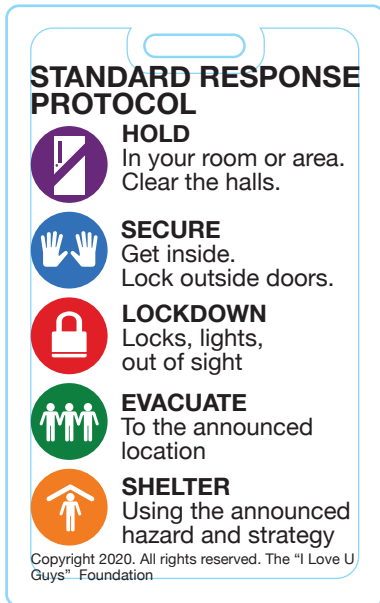 STANDARD RESPONSE
PROTOCOL
HOLD
In your room or area.
Clear the halls.
SECURE
Get inside.
Lock outside doors.
LOCKDOWN
Locks, lights,
out of sight
EVACUATE
To the announced
location
SHELTER
Using the announced
hazard and strategy
Copyright 2020. All rights reserved. The “I Love U
Guys” Foundation